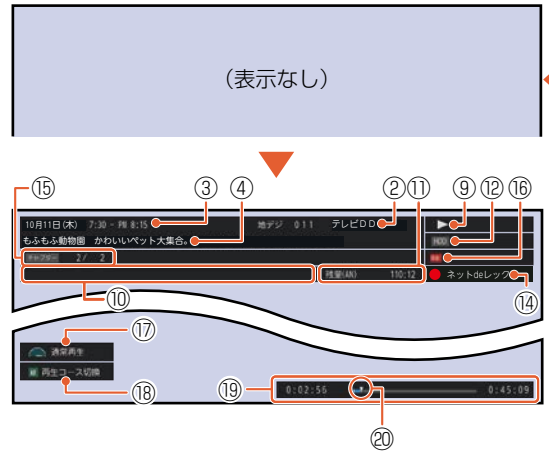 (表示なし)
⑮ ③ ④ ② ⑪ ⑨ ⑫ ⑯
10月11日(木) 7:30 - PM 8:15 地デジ 011 テレビDD
もふもふ動物園 かわいいペット大集合。 HDD
チャプター 2/ 2
残量(AN) 110:12 ネットdeレック
⑩ ⑭
⑰
通常再生
再生コース切換
⑱ ⑲ 0:02:56 0:45:09
⑳